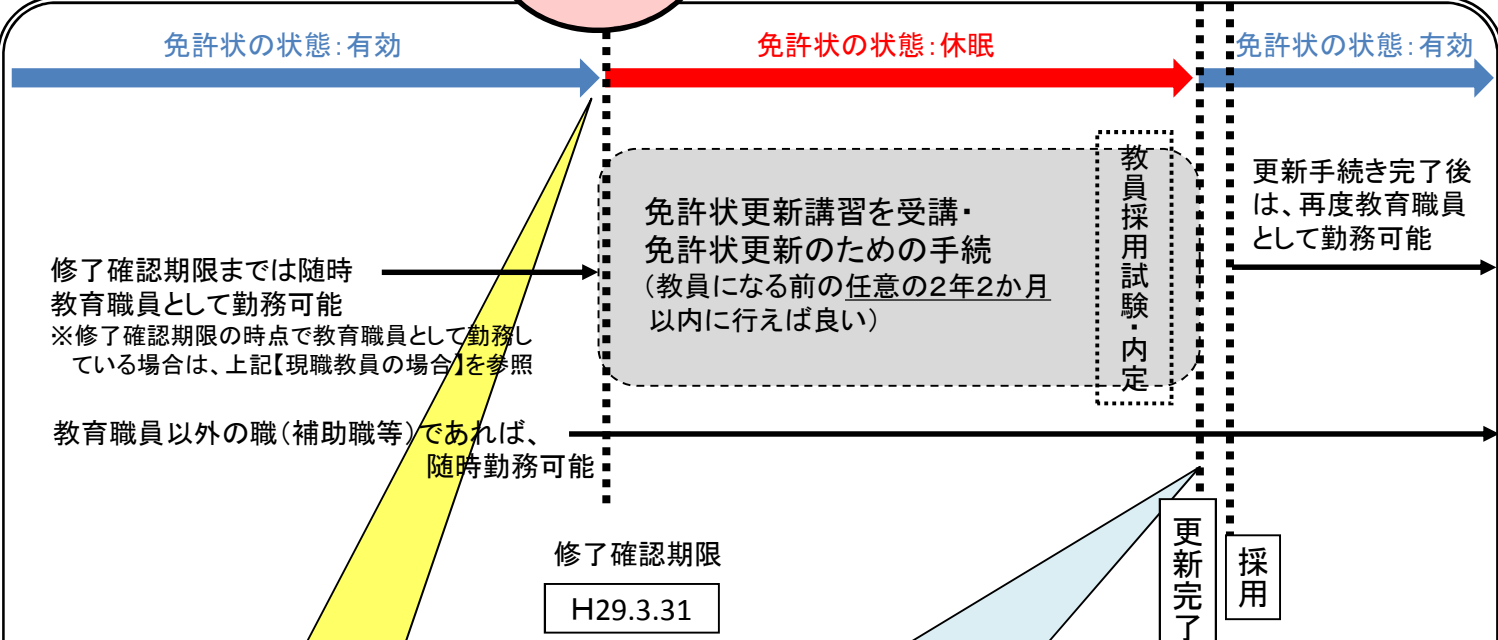 免許状の状態：有効
免許状の状態：休眠
免許状の状態：有効
修了確認期限までは随時
教育職員として勤務可能
※修了確認期限の時点で教育職員として勤務し
ている場合は、上記【現職教員の場合】を参照
免許状更新講習を受講・
免許状更新のための手続
（教員になる前の任意の２年２か月
以内に行えば良い）
教員採用試験・内定
更新手続き完了後
は、再度教育職員
として勤務可能
教育職員以外の職（補助職等）であれば、
随時勤務可能
修了確認期限
H29.3.31
更新完了
採用